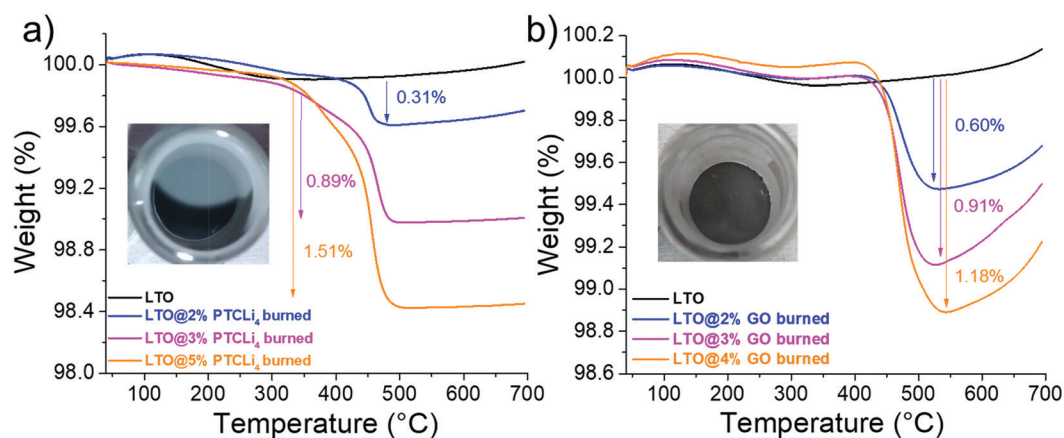 a)
Weight (%)
100.0
99.6
99.2
98.8
98.4
98.0
0.31%
0.89%
1.51%
LTO
LTO@2% PTCLi₄ burned
LTO@3% PTCLi₄ burned
LTO@5% PTCLi₄ burned
100 200 300 400 500 600 700
Temperature (°C)
b)
Weight (%)
100.2
100.0
99.8
99.6
99.4
99.2
99.0
98.8
98.6
0.60%
0.91%
1.18%
LTO
LTO@2% GO burned
LTO@3% GO burned
LTO@4% GO burned
100 200 300 400 500 600 700
Temperature (°C)